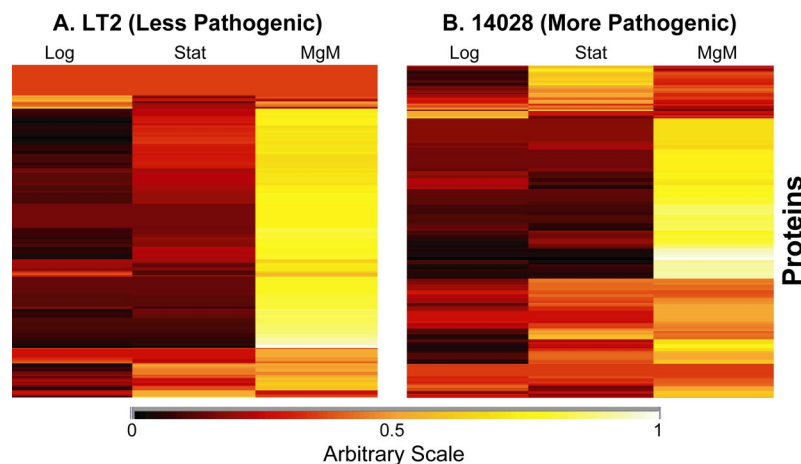 A. LT2 (Less Pathogenic)
B. 14028 (More Pathogenic)
Log Stat MgM
Log Stat MgM
Proteins
0 0.5 1
Arbitrary Scale